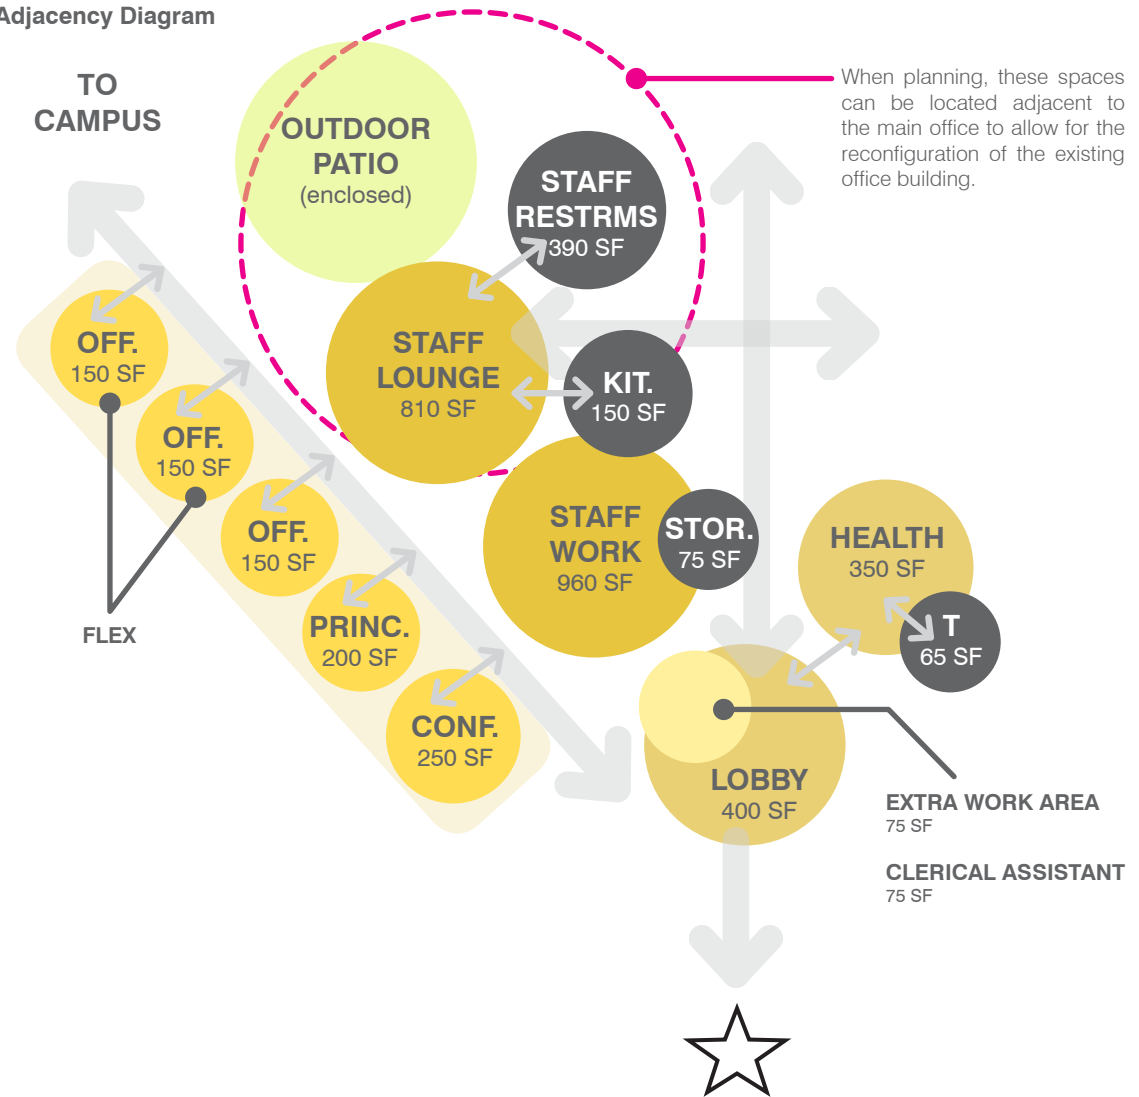 Adjacency Diagram
TO
CAMPUS
When planning, these spaces
can be located adjacent to
the main office to allow for the
reconfiguration of the existing
office building.
OUTDOOR
PATIO
(enclosed)
STAFF
RESTRMS
390 SF
STAFF
LOUNGE
810 SF
KIT.
150 SF
OFF.
150 SF
OFF.
150 SF
OFF.
150 SF
PRINC.
200 SF
CONF.
250 SF
FLEX
STAFF
WORK
960 SF
STOR.
75 SF
HEALTH
350 SF
T
65 SF
LOBBY
400 SF
EXTRA WORK AREA
75 SF
CLERICAL ASSISTANT
75 SF